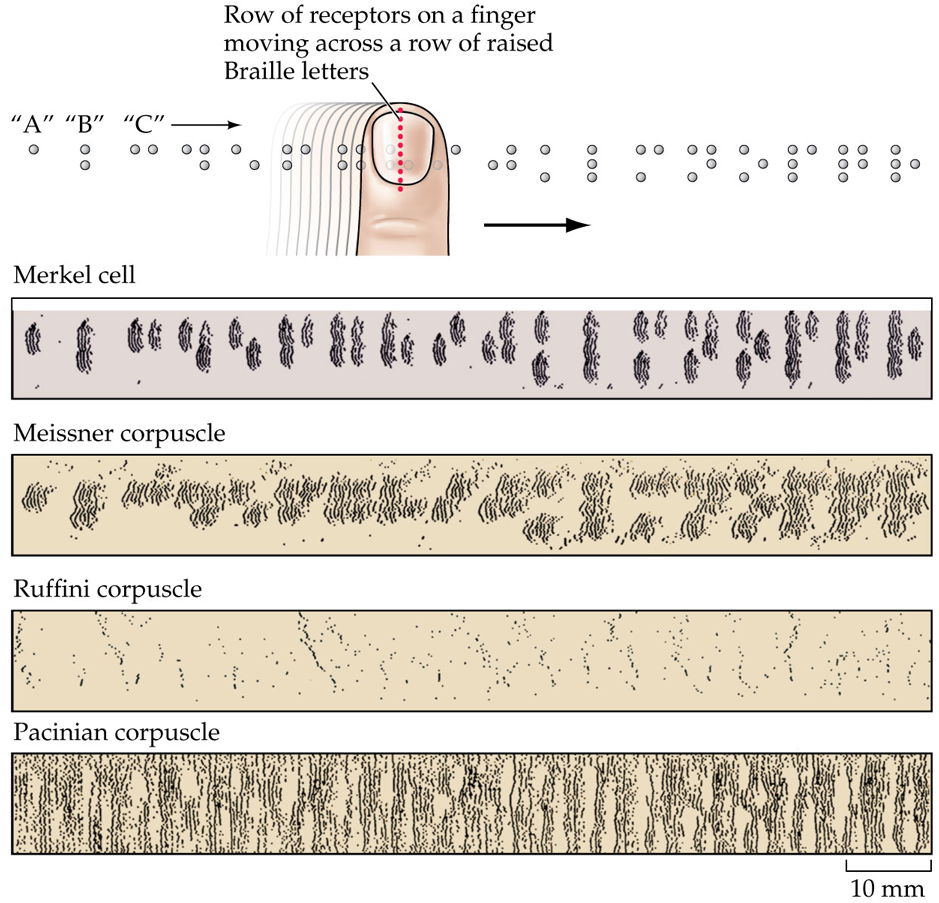 Row of receptors on a finger
moving across a row of raised
Braille letters
“A” “B” “C”
Merkel cell
Meissner corpuscle
Ruffini corpuscle
Pacinian corpuscle
10 mm